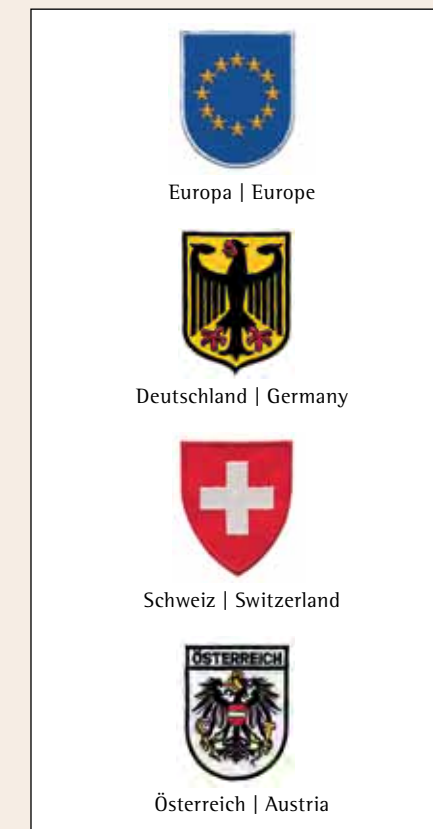 Europa | Europe
Deutschland | Germany
Schweiz | Switzerland
ÖSTERREICH
Österreich | Austria